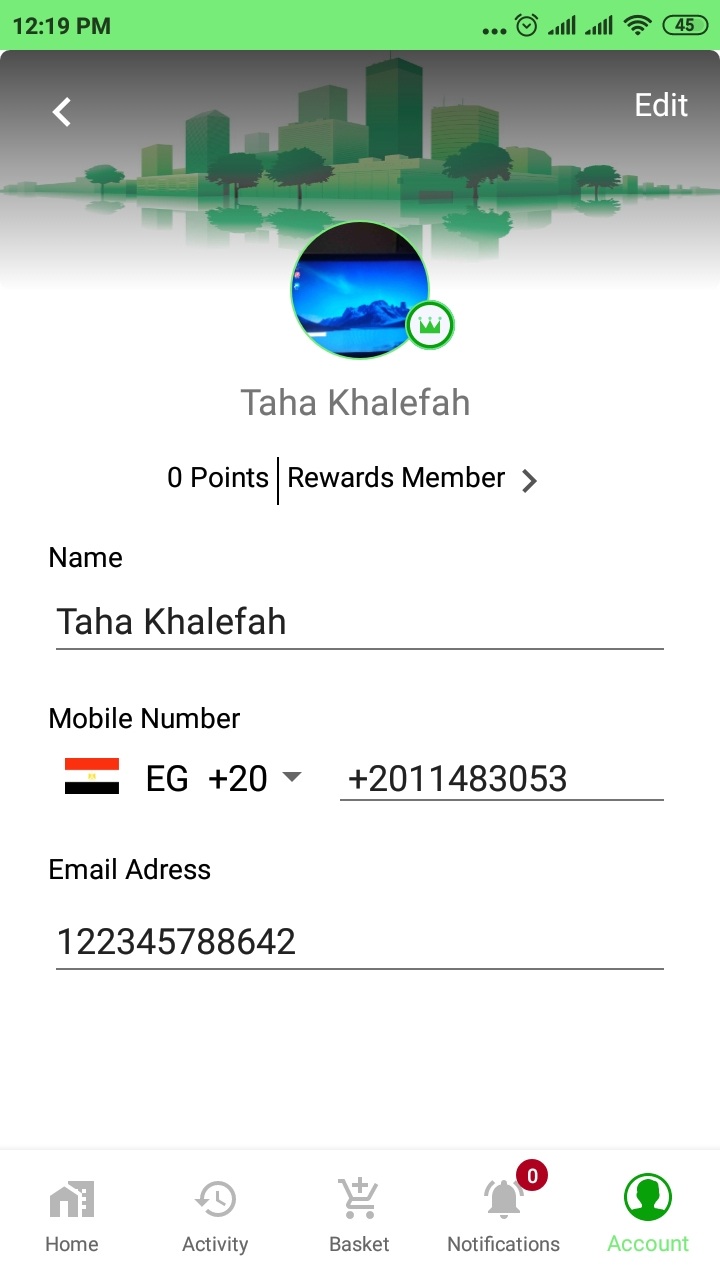 12:19 PM
45
Edit
Taha Khalefah
0 Points
Rewards Member
Name
Taha Khalefah
Mobile Number
EG +20
+2011483053
Email Adress
122345788642
0
Home
Activity
Basket
Notifications
Account